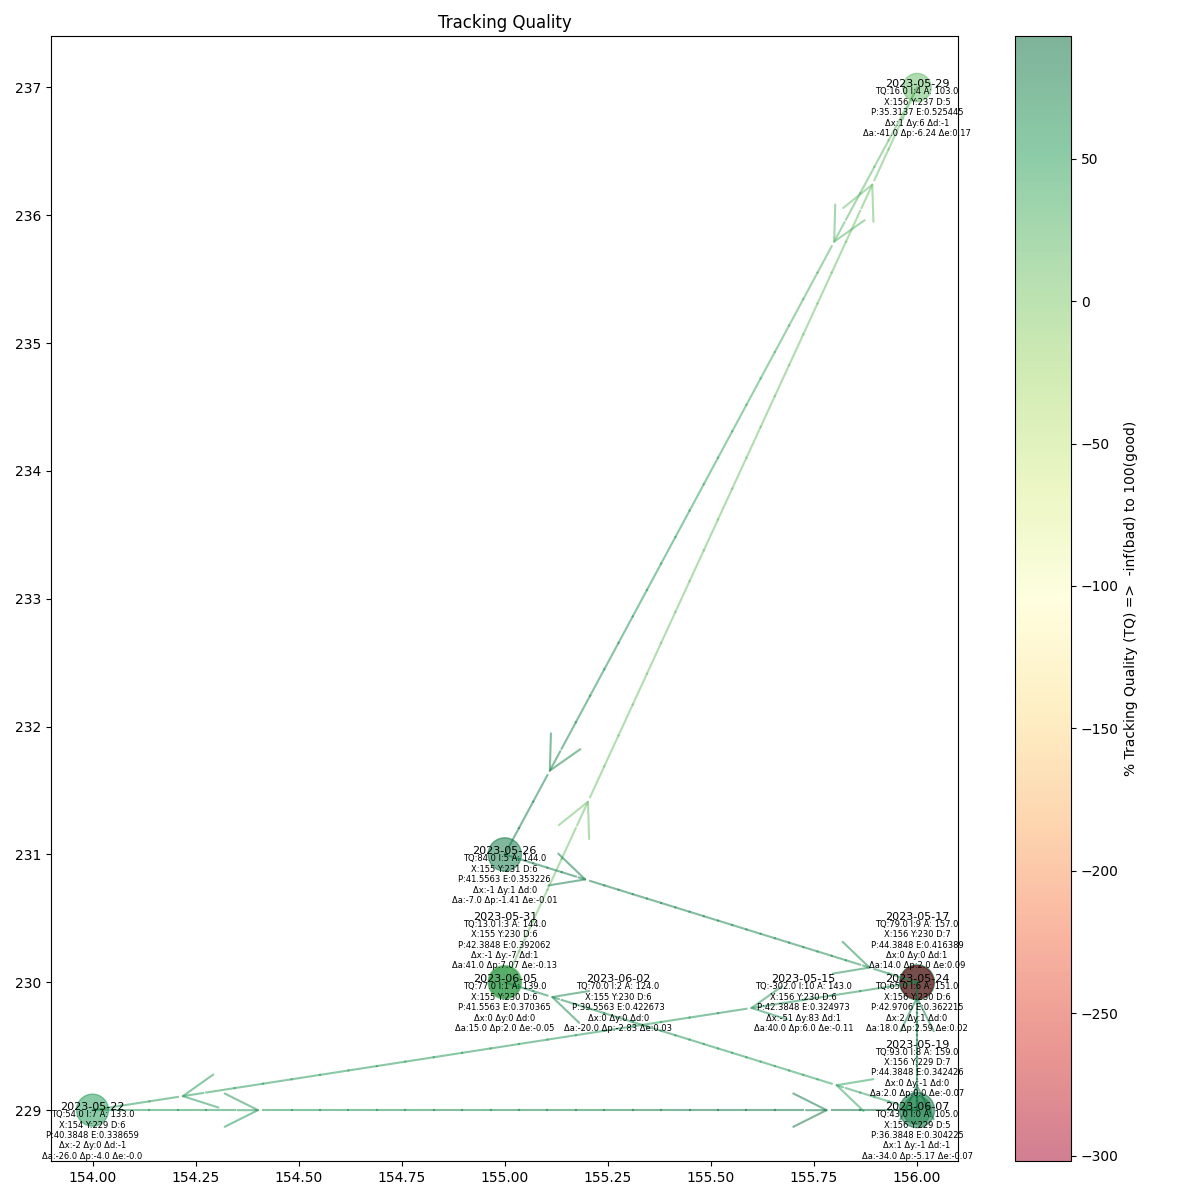 Tracking Quality
237
236
235
234
233
232
231
230
229
154.00
154.25
154.50
154.75
155.00
155.25
155.50
155.75
156.00
2023-05-29
TQ:16.0 I:4 A: 103.0
X:156 Y:237 D:5
P:35.3137 E:0.525445
Δx:1 Δy:6 Δd:-1
Δa:-41.0 Δp:-6.24 Δe:0.17
2023-05-26
TQ:84.0 I:5 A: 144.0
X:155 Y:231 D:6
P:41.5563 E:0.353226
Δx:-1 Δy:1 Δd:0
Δa:-7.0 Δp:-1.41 Δe:-0.01
2023-05-31
TQ:13.0 I:3 A: 144.0
X:155 Y:230 D:6
P:42.3848 E:0.392062
Δx:-1 Δy:-7 Δd:1
Δa:41.0 Δp:7.07 Δe:-0.13
2023-06-05
TQ:77.0 I:1 A: 139.0
X:155 Y:230 D:6
P:41.5563 E:0.370365
Δx:0 Δy:0 Δd:0
Δa:15.0 Δp:2.0 Δe:-0.05
2023-06-02
TQ:70.0 I:2 A: 124.0
X:155 Y:230 D:6
P:39.5563 E:0.422673
Δx:0 Δy:0 Δd:0
Δa:-20.0 Δp:-2.83 Δe:0.03
2023-05-15
TQ:-302.0 I:10 A: 143.0
X:156 Y:230 D:6
P:42.3848 E:0.324973
Δx:-51 Δy:83 Δd:1
Δa:40.0 Δp:6.0 Δe:-0.11
2023-05-17
TQ:79.0 I:9 A: 157.0
X:156 Y:230 D:7
P:44.3848 E:0.416389
Δx:0 Δy:0 Δd:1
Δa:14.0 Δp:2.0 Δe:0.09
2023-05-24
TQ:65.0 I:6 A: 151.0
X:156 Y:230 D:6
P:42.9706 E:0.362215
Δx:2 Δy:1 Δd:0
Δa:18.0 Δp:2.59 Δe:0.02
2023-05-19
TQ:93.0 I:8 A: 159.0
X:156 Y:229 D:7
P:44.3848 E:0.342426
Δx:0 Δy:-1 Δd:0
Δa:2.0 Δp:0.0 Δe:-0.07
2023-05-22
TQ:54.0 I:7 A: 133.0
X:154 Y:229 D:6
P:40.3848 E:0.338659
Δx:-2 Δy:0 Δd:-1
Δa:-26.0 Δp:-4.0 Δe:-0.0
2023-06-07
TQ:43.0 I:0 A: 105.0
X:156 Y:229 D:5
P:36.3848 E:0.304225
Δx:1 Δy:-1 Δd:-1
Δa:-34.0 Δp:-5.17 Δe:-0.07
50
0
−50
−100
−150
−200
−250
−300
% Tracking Quality (TQ) => -inf(bad) to 100(good)